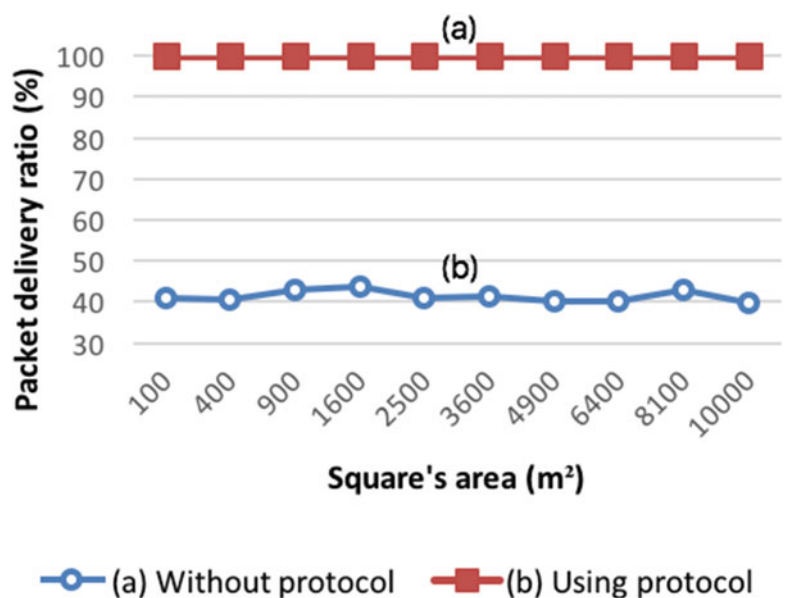 (a)
Packet delivery ratio (%)
100
90
80
70
60
50
40
30
(b)
100 400 900 1600 2500 3600 4900 6400 8100 10000
Square's area (m²)
(a) Without protocol (b) Using protocol